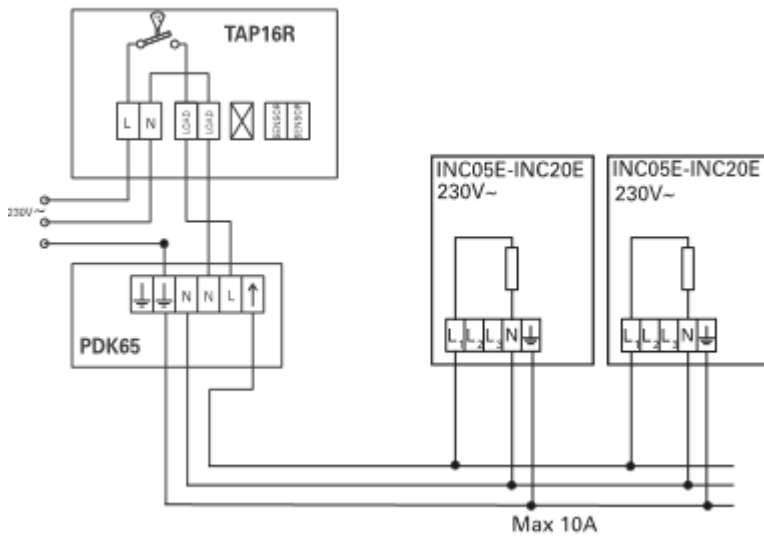 TAP16R
L N LOAD LOAD SENSOR SENSOR
230V~
N N L ↑
PDK65
INC05E-INC20E
230V~
L1 L2 L3 N
INC05E-INC20E
230V~
L1 L2 L3 N
Max 10A